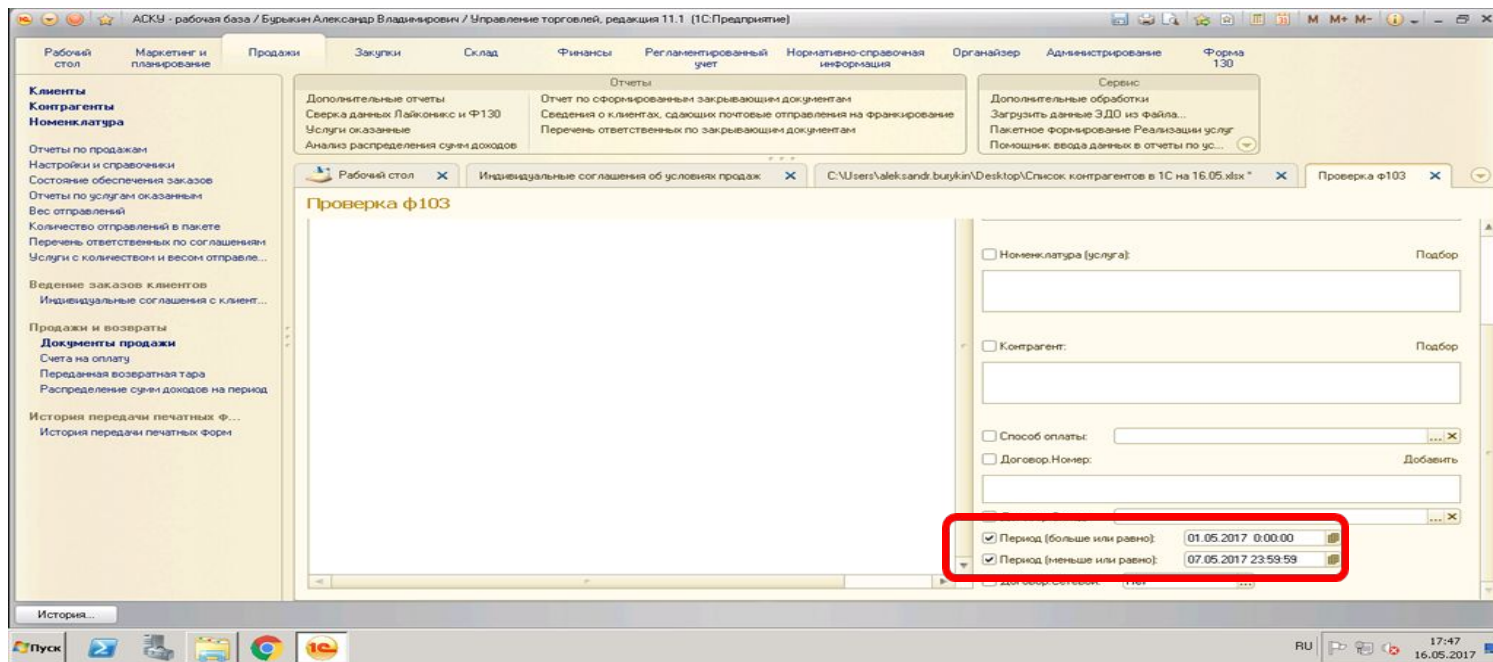 АСКУ - рабочая база / Бурыкин Александр Владимирович / Управление торговлей, редакция 11.1 (1С:Предприятие)
M M+ M-
Рабочий стол
Маркетинг и планирование
Продажи
Закупки
Склад
Финансы
Регламентированный учет
Нормативно-справочная информация
Органайзер
Администрирование
Форма 130
Клиенты
Контрагенты
Номенклатура
Отчеты по продажам
Настройки и справочники
Состояние обеспечения заказов
Отчеты по услугам оказанным
Вес отправлений
Количество отправлений в пакете
Перечень ответственных по соглашениям
Услуги с количеством и весом отправле...
Ведение заказов клиентов
Индивидуальные соглашения с клиент...
Продажи и возвраты
Документы продажи
Счета на оплату
Переданная возвратная тара
Распределение сумм доходов на период
История передачи печатных ф...
История передачи печатных форм
Отчеты
Дополнительные отчеты
Сверка данных Лайконикс и Ф130
Услуги оказанные
Анализ распределения сумм доходов
Отчет по сформированным закрывающим документам
Сведения о клиентах, сдающих почтовые отправления на франкирование
Перечень ответственных по закрывающим документам
Сервис
Дополнительные обработки
Загрузить данные ЭДО из файла...
Пакетное формирование Реализации услуг
Помощник ввода данных в отчеты по ус...
Рабочий стол
Индивидуальные соглашения об условиях продаж
C:\Users\aleksandr.burykin\Desktop\Список контрагентов в 1С на 16.05.xlsx *
Проверка ф103
Проверка ф103
Номенклатура (услуга): Подбор
Контрагент: Подбор
Способ оплаты:
Договор.Номер: Добавить
Период (больше или равно): 01.05.2017 0:00:00
Период (меньше или равно): 07.05.2017 23:59:59
История...
Пуск
1С
RU
17:47
16.05.2017